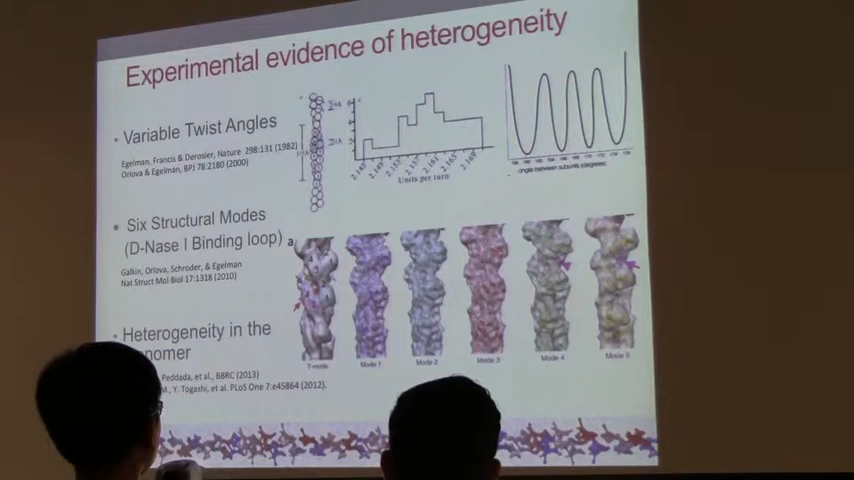 Experimental evidence of heterogeneity
• Variable Twist Angles
Egelman, Francis & Derosier, Nature 298:131 (1982)
Orlova & Egelman, BPJ 78:2180 (2000)
Units per turn
angle between subunits (degrees)
• Six Structural Modes
(D-Nase I Binding loop)
Galkin, Orlova, Schroder, & Egelman
Nat Struct Mol Biol 17:1318 (2010)
a
T-mode
Mode 1
Mode 2
Mode 3
Mode 4
Mode 5
• Heterogeneity in the
nomer
Peddada, et al., BBRC (2013)
M., Y. Togashi, et al. PLoS One 7:e45864 (2012).